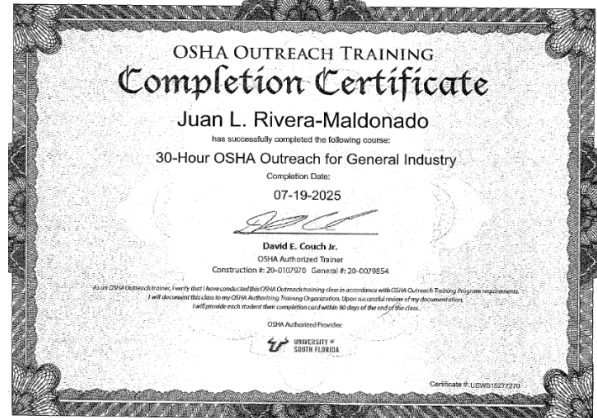 OSHA OUTREACH TRAINING
Completion Certificate
Juan L. Rivera-Maldonado
has successfully completed the following course:
30-Hour OSHA Outreach for General Industry
Completion Date:
07-19-2025
David E. Couch Jr.
OSHA Authorized Trainer
Construction #: 20-0107970 General #: 20-0079854
As an OSHA Outreach trainer, I verify that I have conducted this OSHA Outreach training class in accordance with OSHA Outreach Training Program requirements.
I will document this class to my OSHA Authorizing Training Organization. Upon successful review of my documentation,
I will provide each student their completion card within 90 days of the end of the class.
OSHA Authorized Provider:
UNIVERSITY of
SOUTH FLORIDA
Certificate #: USWS15277270